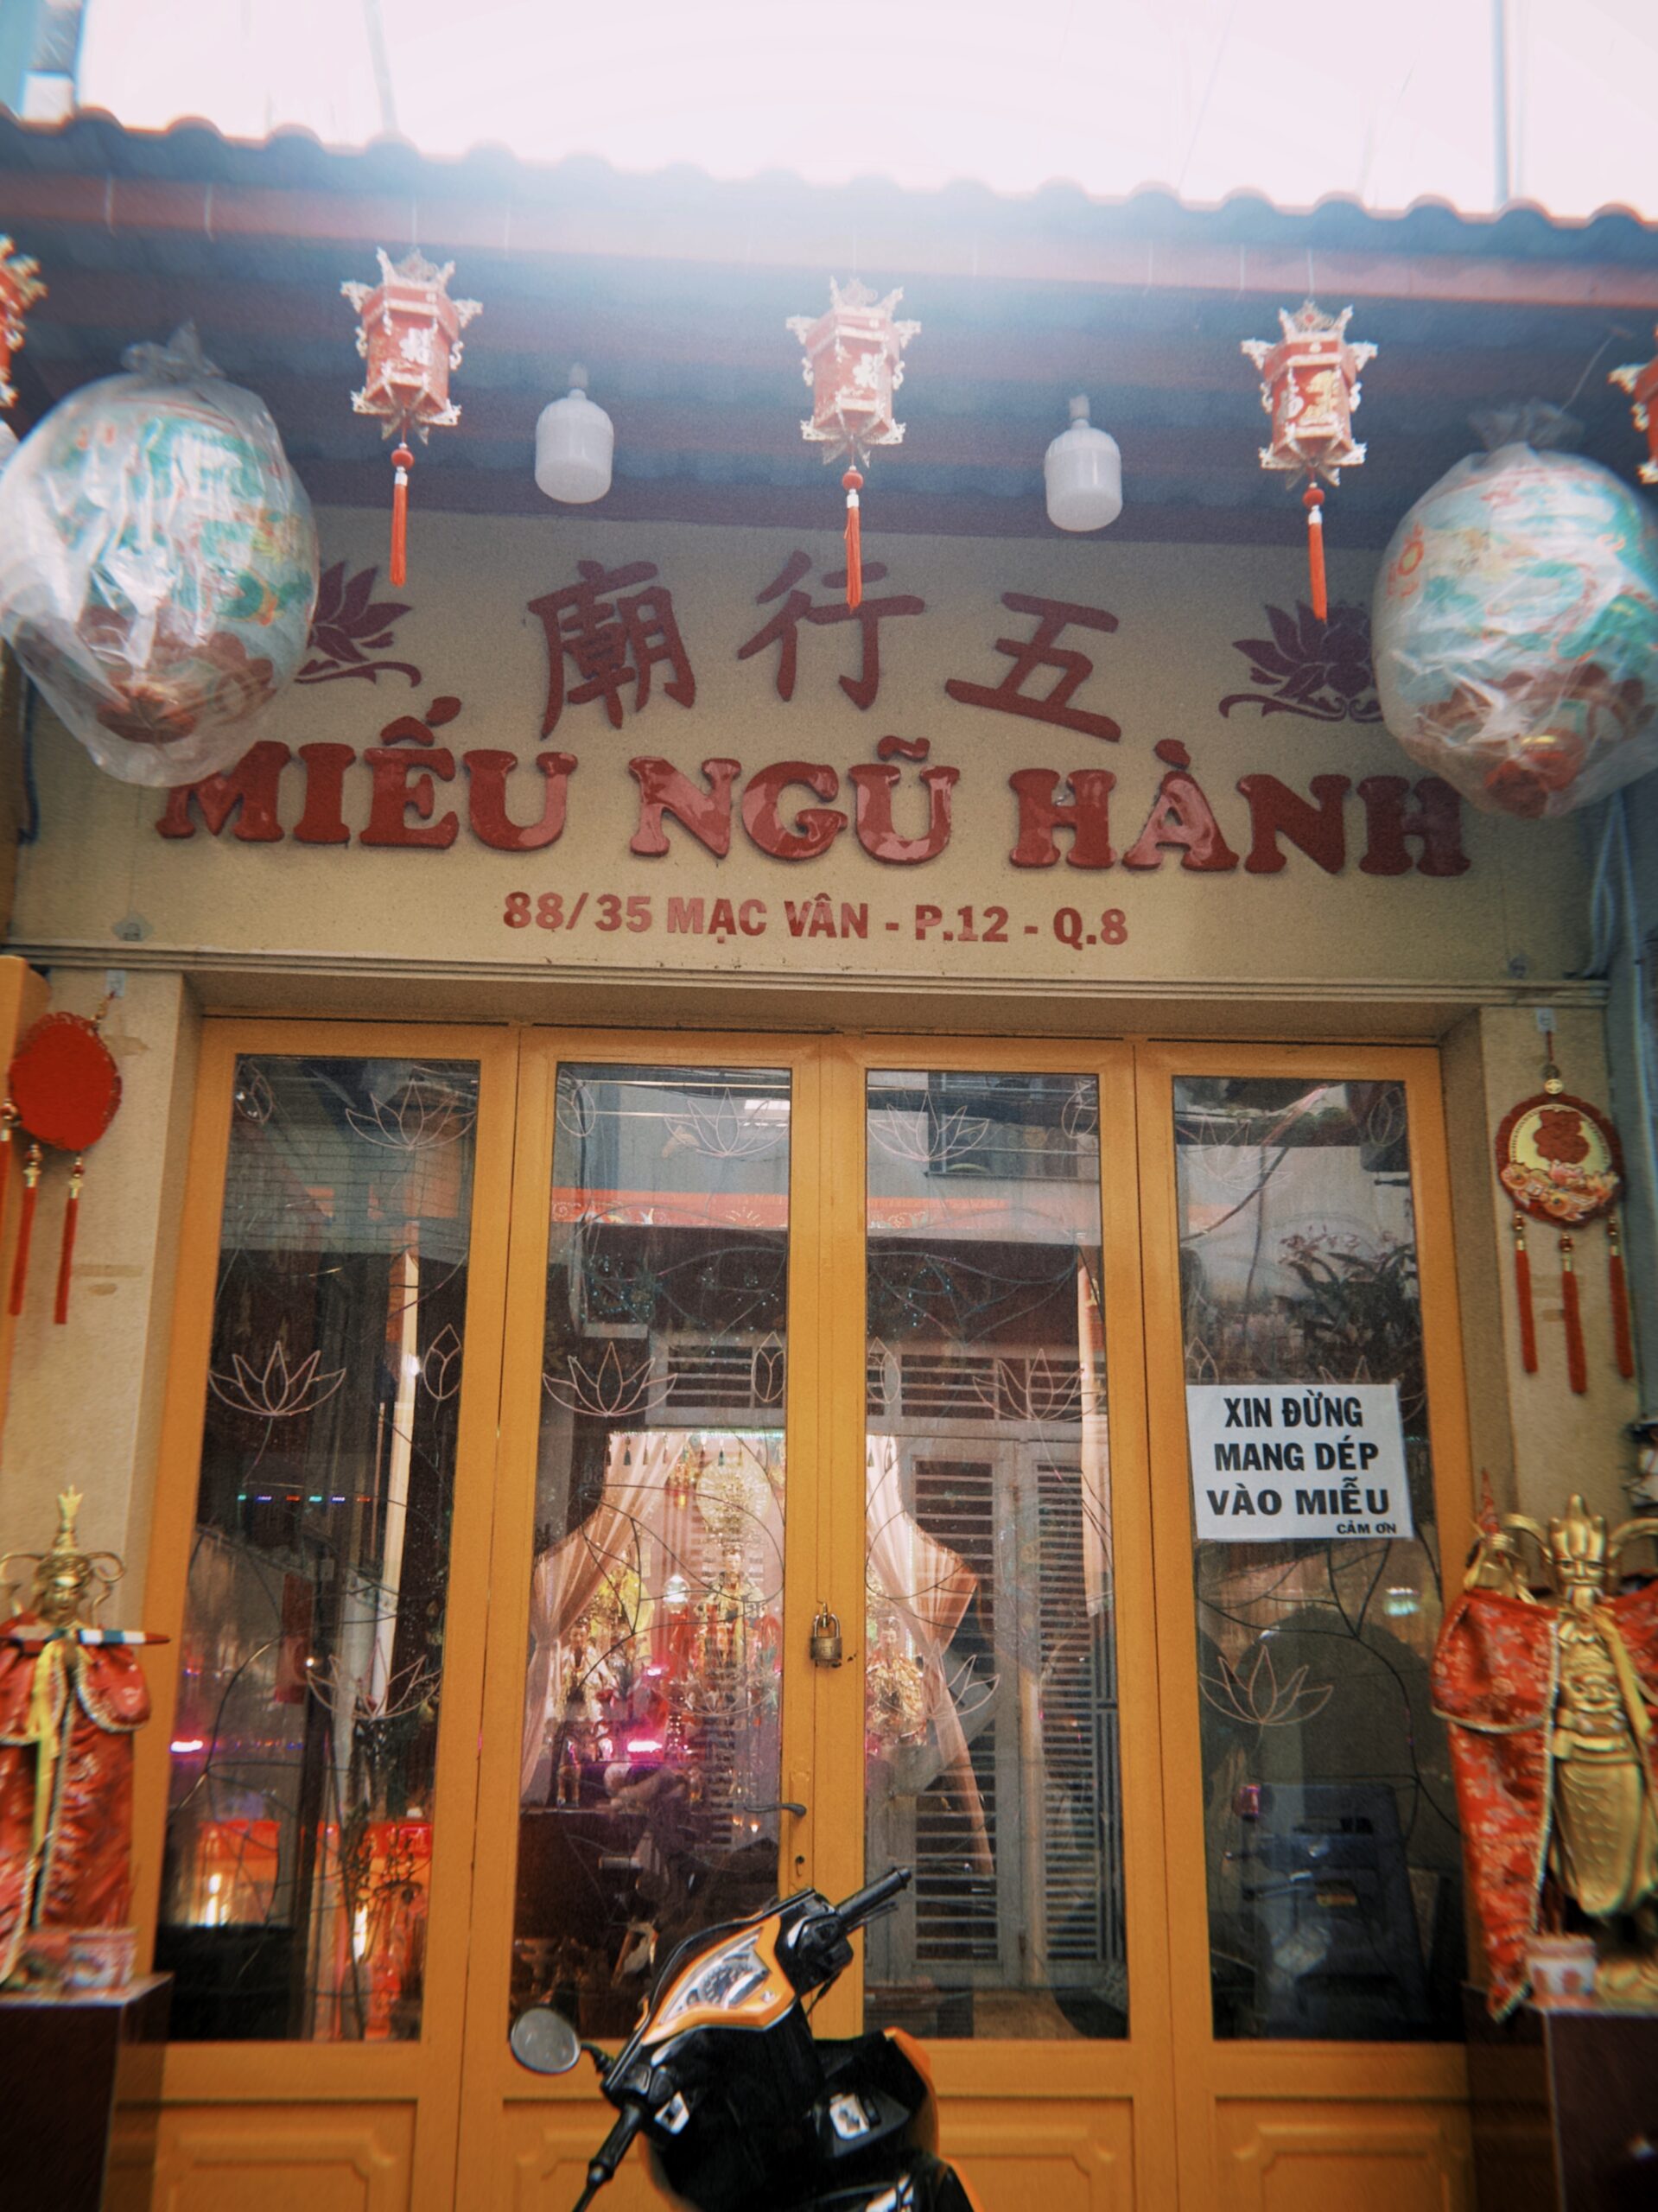 廟行五
MIẾU NGŨ HÀNH
88/35 MẠC VÂN - P.12 - Q.8
XIN ĐỪNG
MANG DÉP
VÀO MIỄU
CẢM ƠN